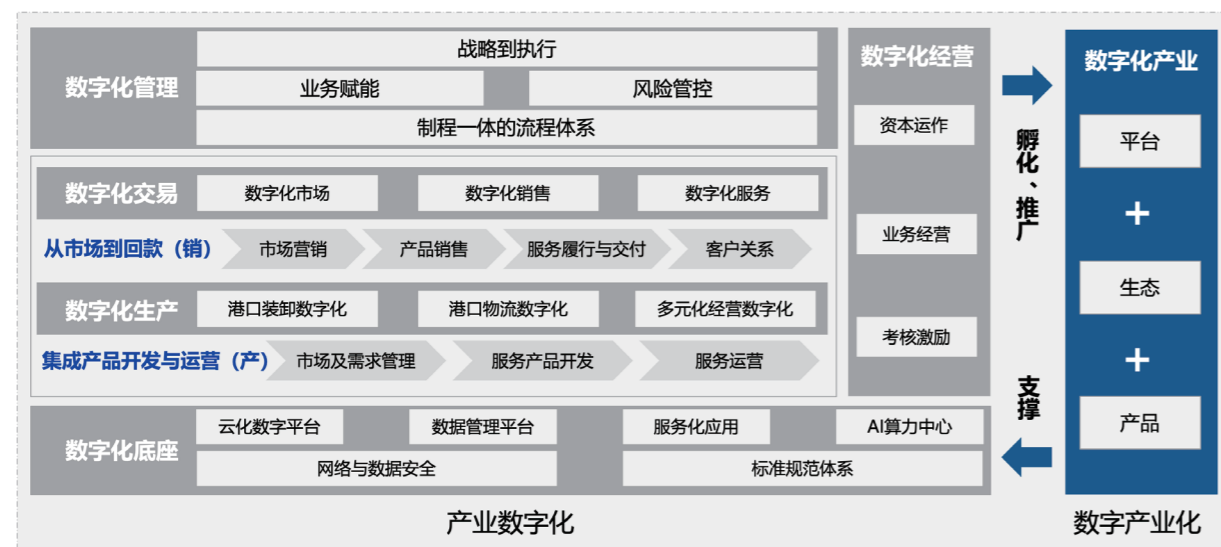 数字化管理
战略到执行
业务赋能
风险管控
制程一体的流程体系
数字化交易
数字化市场
数字化销售
数字化服务
从市场到回款（销）
市场营销
产品销售
服务履行与交付
客户关系
数字化生产
港口装卸数字化
港口物流数字化
多元化经营数字化
集成产品开发与运营（产）
市场及需求管理
服务产品开发
服务运营
数字化经营
资本运作
业务经营
考核激励
数字化底座
云化数字平台
数据管理平台
服务化应用
AI算力中心
网络与数据安全
标准规范体系
产业数字化
孵化、推广
支撑
数字化产业
平台
+
生态
+
产品
数字产业化